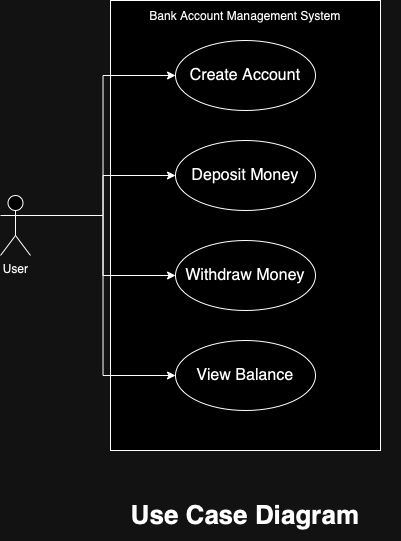 Bank Account Management System
Create Account
Deposit Money
User
Withdraw Money
View Balance
Use Case Diagram